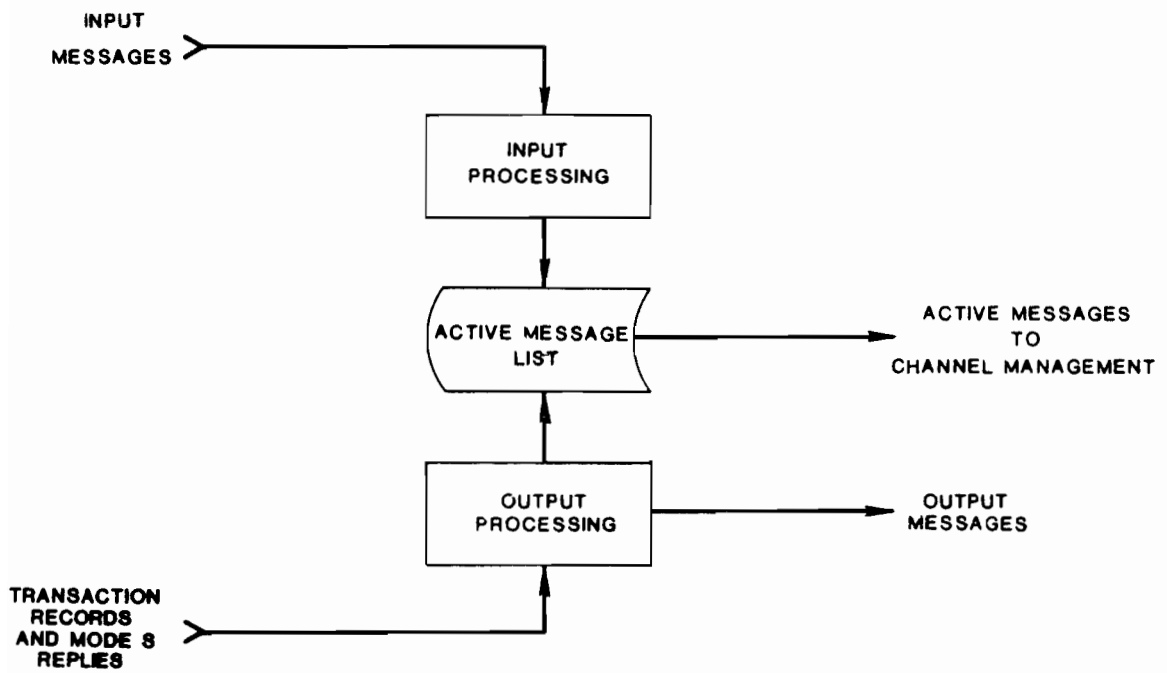 INPUT
MESSAGES
INPUT
PROCESSING
ACTIVE MESSAGE
LIST
ACTIVE MESSAGES
TO
CHANNEL MANAGEMENT
OUTPUT
PROCESSING
OUTPUT
MESSAGES
TRANSACTION
RECORDS
AND MODE S
REPLIES